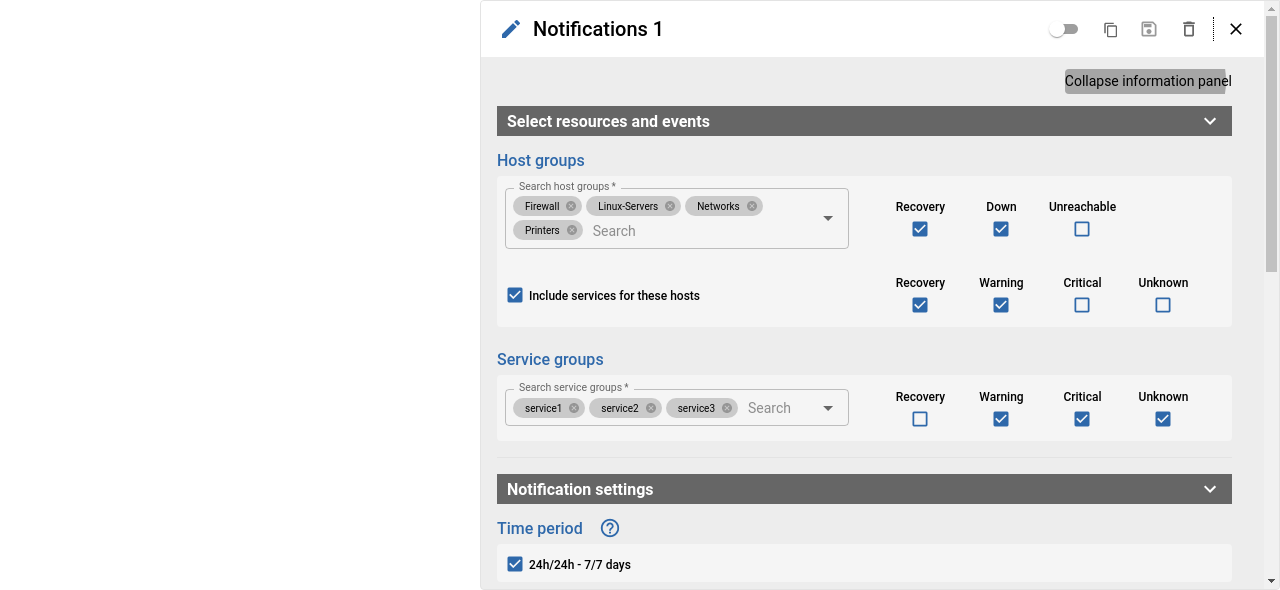 Notifications 1
Collapse information panel
Select resources and events
Host groups
Search host groups *
Firewall Linux-Servers Networks
Printers Search
Recovery Down Unreachable
Include services for these hosts
Recovery Warning Critical Unknown
Service groups
Search service groups *
service1 service2 service3 Search
Recovery Warning Critical Unknown
Notification settings
Time period ?
24h/24h - 7/7 days